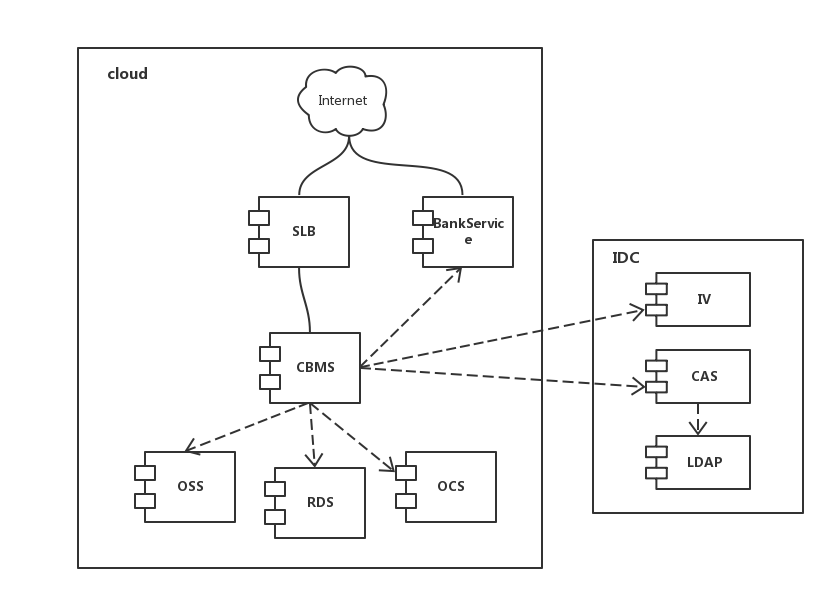 cloud
Internet
SLB
BankServic
e
IDC
IV
CBMS
CAS
LDAP
OSS
RDS
OCS